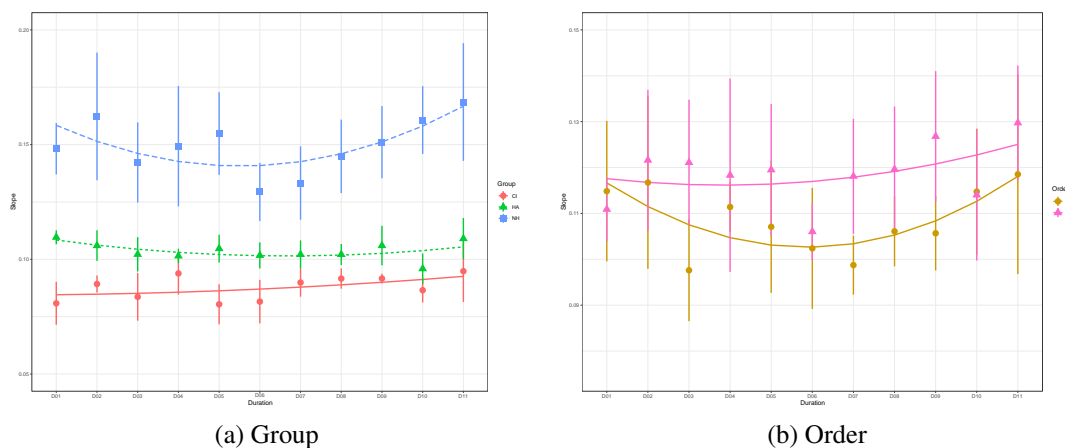 0.20
0.15
0.10
0.05
Slope
D01 D02 D03 D04 D05 D06 D07 D08 D09 D10 D11
Duration
Group
CI
HA
NH
(a) Group
0.15
0.13
0.11
0.09
Slope
D01 D02 D03 D04 D05 D06 D07 D08 D09 D10 D11
Duration
Orde
(b) Order